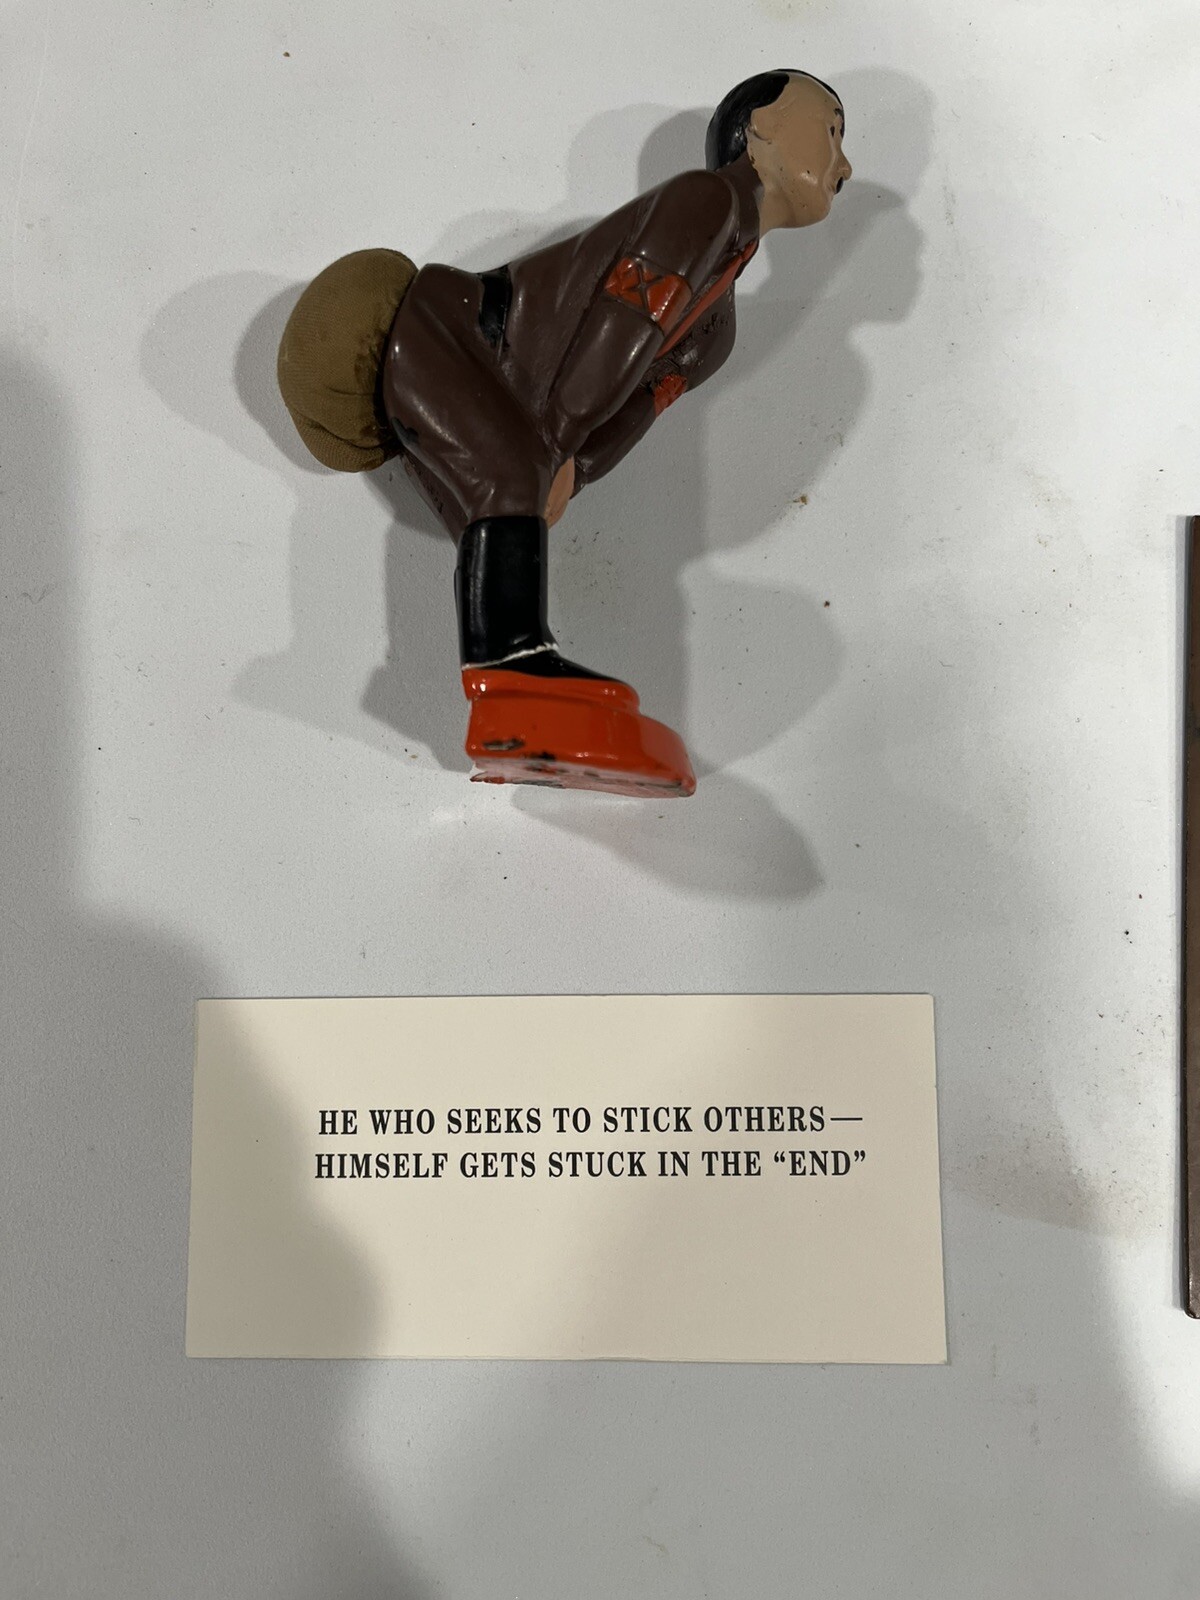 HE WHO SEEKS TO STICK OTHERS—
HIMSELF GETS STUCK IN THE “END”